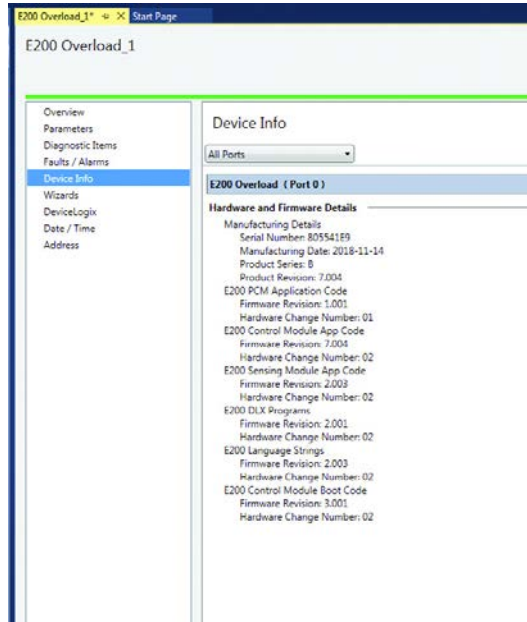 E200 Overload_1*
Start Page
E200 Overload_1
Overview
Parameters
Diagnostic Items
Faults / Alarms
Device Info
Wizards
DeviceLogix
Date / Time
Address
Device Info
All Ports
E200 Overload ( Port 0 )
Hardware and Firmware Details
Manufacturing Details
Serial Number: 805541E9
Manufacturing Date: 2018-11-14
Product Series: B
Product Revision: 7.004
E200 PCM Application Code
Firmware Revision: 1.001
Hardware Change Number: 01
E200 Control Module App Code
Firmware Revision: 7.004
Hardware Change Number: 02
E200 Sensing Module App Code
Firmware Revision: 2.003
Hardware Change Number: 02
E200 DLX Programs
Firmware Revision: 2.001
Hardware Change Number: 02
E200 Language Strings
Firmware Revision: 2.003
Hardware Change Number: 02
E200 Control Module Boot Code
Firmware Revision: 3.001
Hardware Change Number: 02